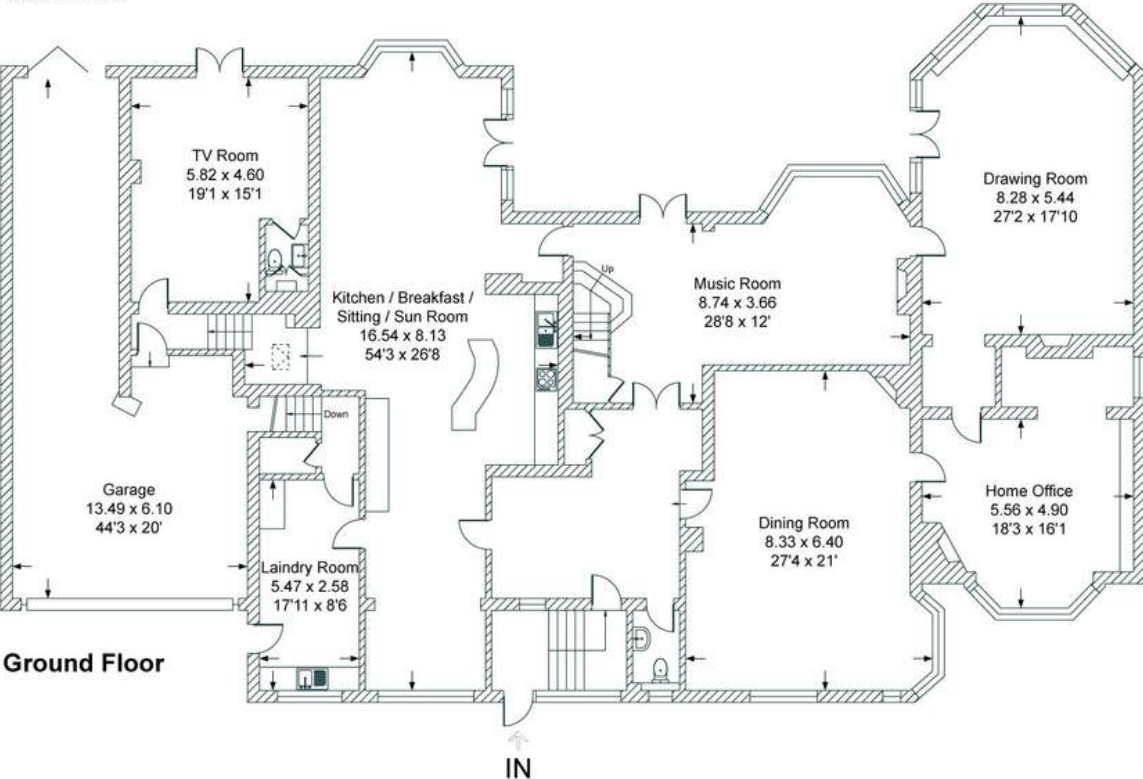 TV Room
5.82 x 4.60
19'1 x 15'1
Drawing Room
8.28 x 5.44
27'2 x 17'10
Up
Music Room
8.74 x 3.66
28'8 x 12'
Kitchen / Breakfast /
Sitting / Sun Room
16.54 x 8.13
54'3 x 26'8
Down
Garage
13.49 x 6.10
44'3 x 20'
Home Office
5.56 x 4.90
18'3 x 16'1
Dining Room
8.33 x 6.40
27'4 x 21'
Laindry Room
5.47 x 2.58
17'11 x 8'6
Ground Floor
IN